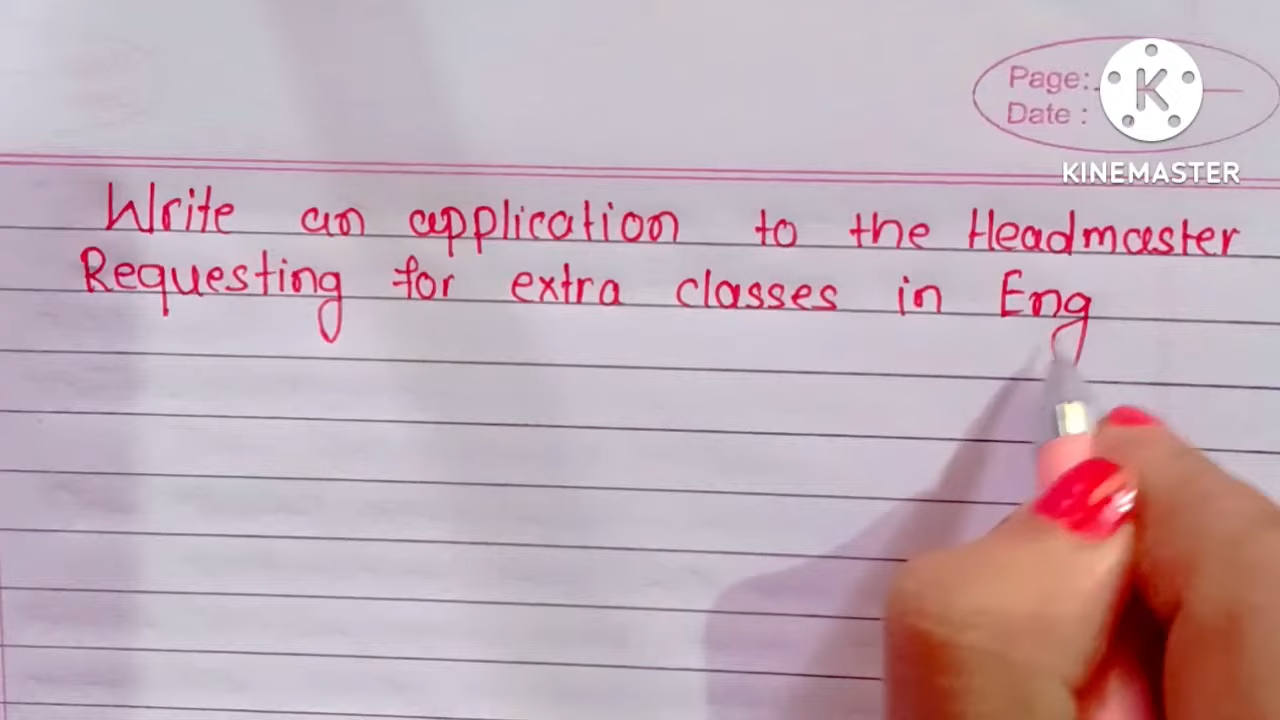 Page:
Date :
K
KINEMASTER
Write an application to the Headmaster
Requesting for extra classes in Eng